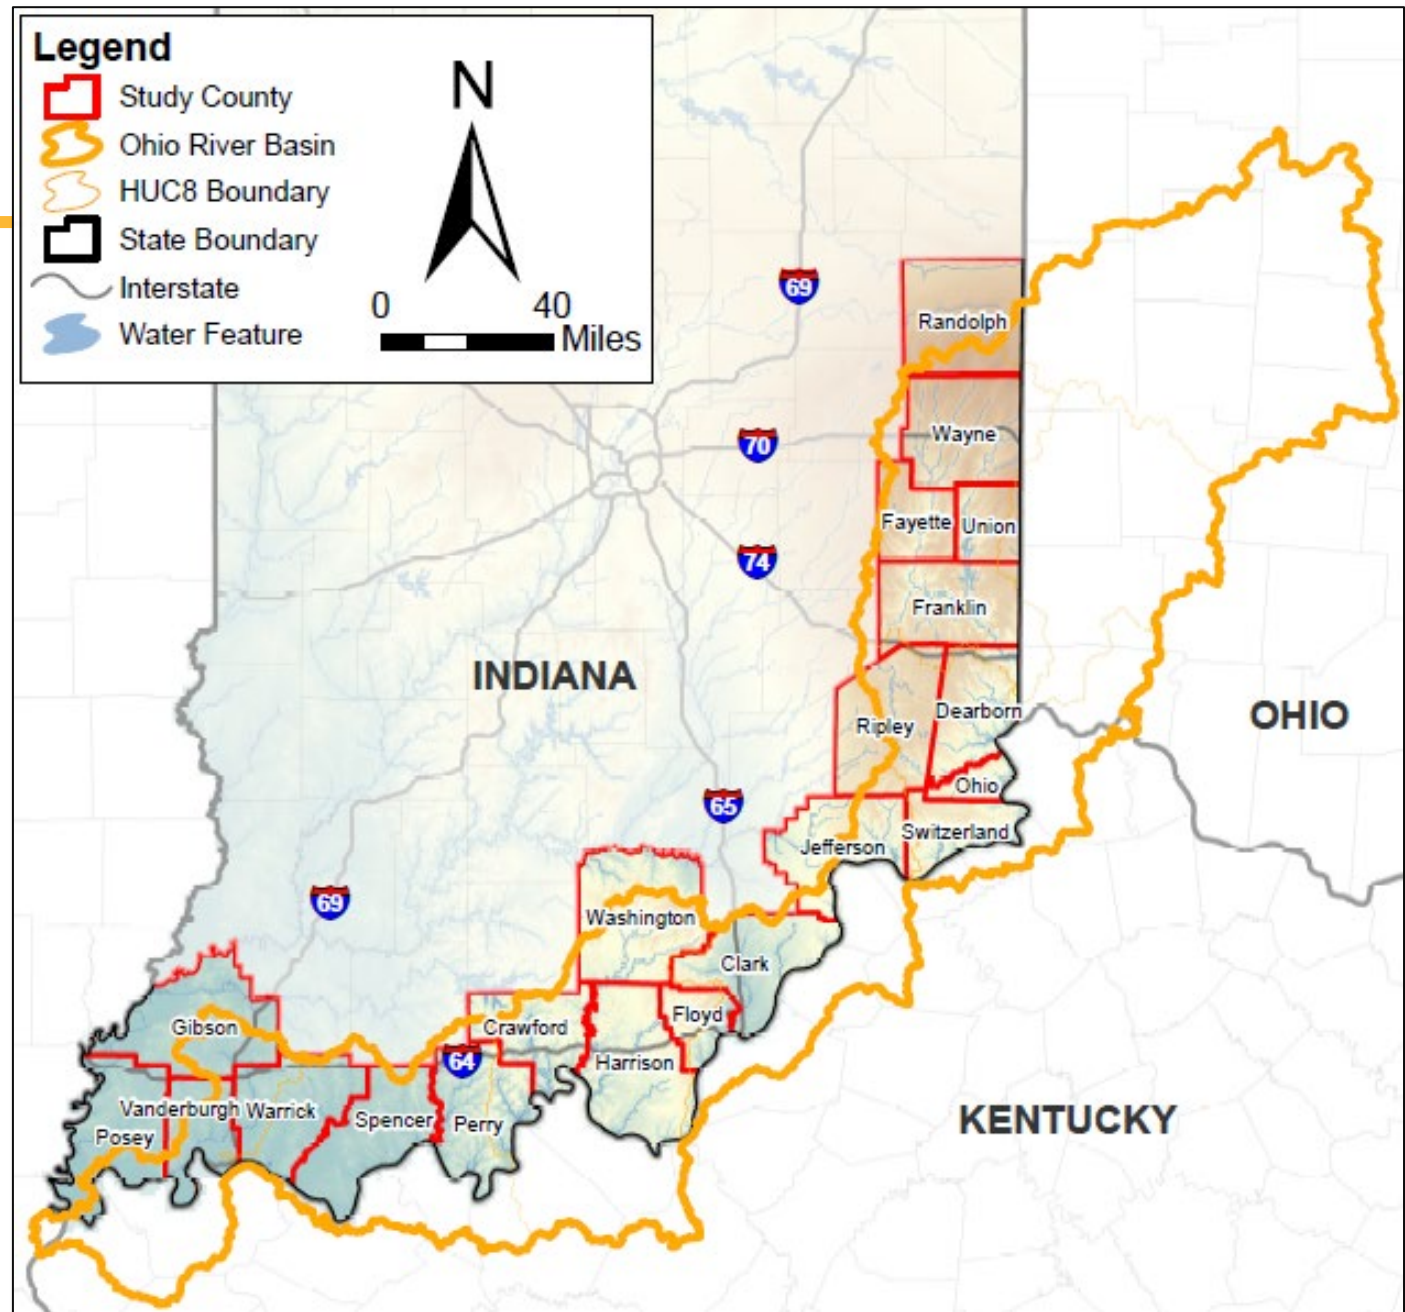 Legend
Study County
Ohio River Basin
HUC8 Boundary
State Boundary
Interstate
Water Feature
N
0 40
Miles
69
Randolph
70
Wayne
Fayette
Union
74
Franklin
INDIANA
OHIO
Dearborn
Ripley
Ohio
65
Switzerland
Jefferson
69
Washington
Clark
Floyd
Gibson
Crawford
64
Harrison
Vanderburgh
Warrick
Spencer
Perry
Posey
KENTUCKY